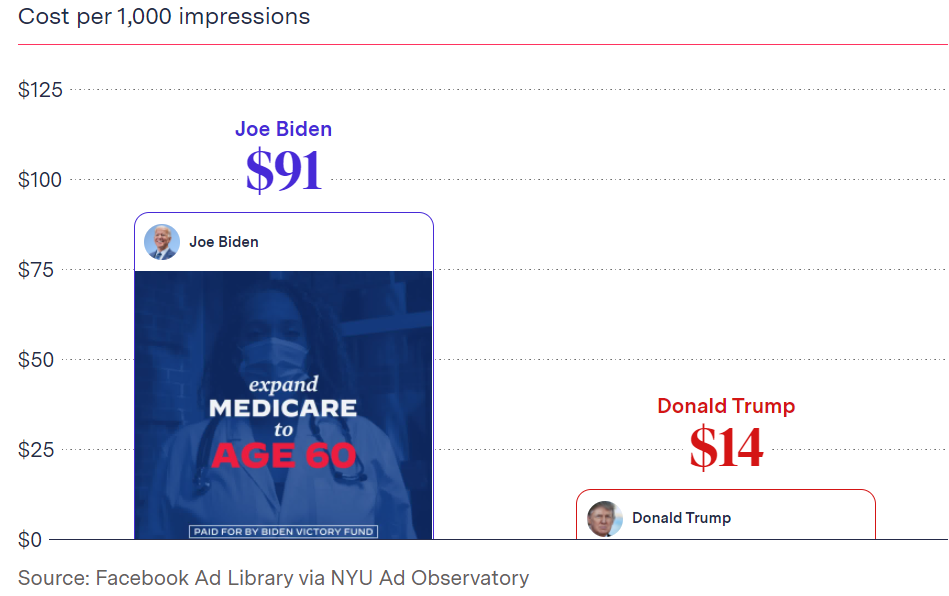 Cost per 1,000 impressions
$125
Joe Biden
$91
$100
Joe Biden
$75
$50
expand
MEDICARE
to
AGE 60
Donald Trump
$14
$25
Donald Trump
PAID FOR BY BIDEN VICTORY FUND
$0
Source: Facebook Ad Library via NYU Ad Observatory